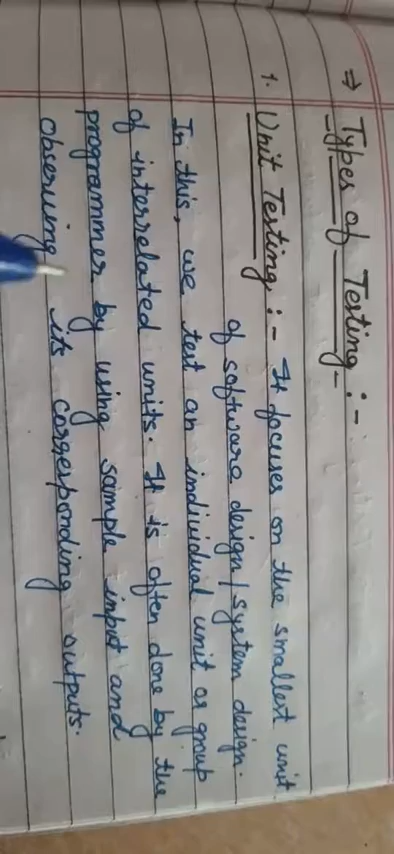 ⇒ Types of Testing :-
1. Unit Testing :- It focuses on the smallest unit
of software design/system design.
In this, we test an individual unit or group
of interrelated units. It is often done by the
programmer by using sample input and
observing its corresponding outputs.